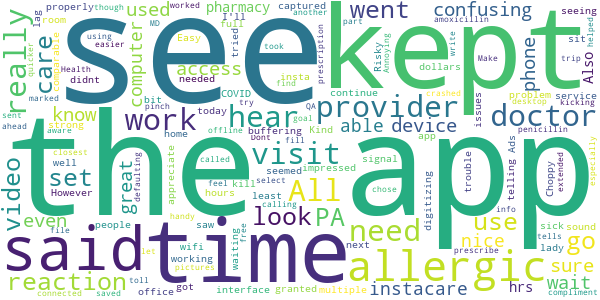 see
kept
the app
said time
allergic
really
care
went
confusing
used
pharmacy
access
computer
hear
provider
work
visit
doctor
phone
device
able
know
set
video
great
even
reaction
All
look
PA
need
use
nice
go
sure
wait
hrs
instacare
telling
digitizing
Also
room
lag
properly
though
using
Health
didnt
MD
worked
Easy
captured
another
tried
took
amoxicillin
seeing
easier
Risky
Annoying
dollars
prescription
part
write
Make
sit
trip
continue
problem
service
quicker
needed
insta
find
COVID
today
bit
pinch
offline
buffering
Dont
try
goal
QA
Kind
fill
app
crashed
desktop
issues
kicking
sent
ahead
marked
aware
strong
home
well
closest
However
called
seemed
impressed
signal
chose
penicillin
Ads
Choppy
extended
trouble
especially
defaulting
appreciate
feel
kill
hours
select
calling
least
people
saw
handy
wifi
working
pictures
waiting
free
info
tells
sick
sound
lady
next
prescribe
file
let
office
got
toll
interface
granted
multiple
connected
saved
compliment
comparable
helped